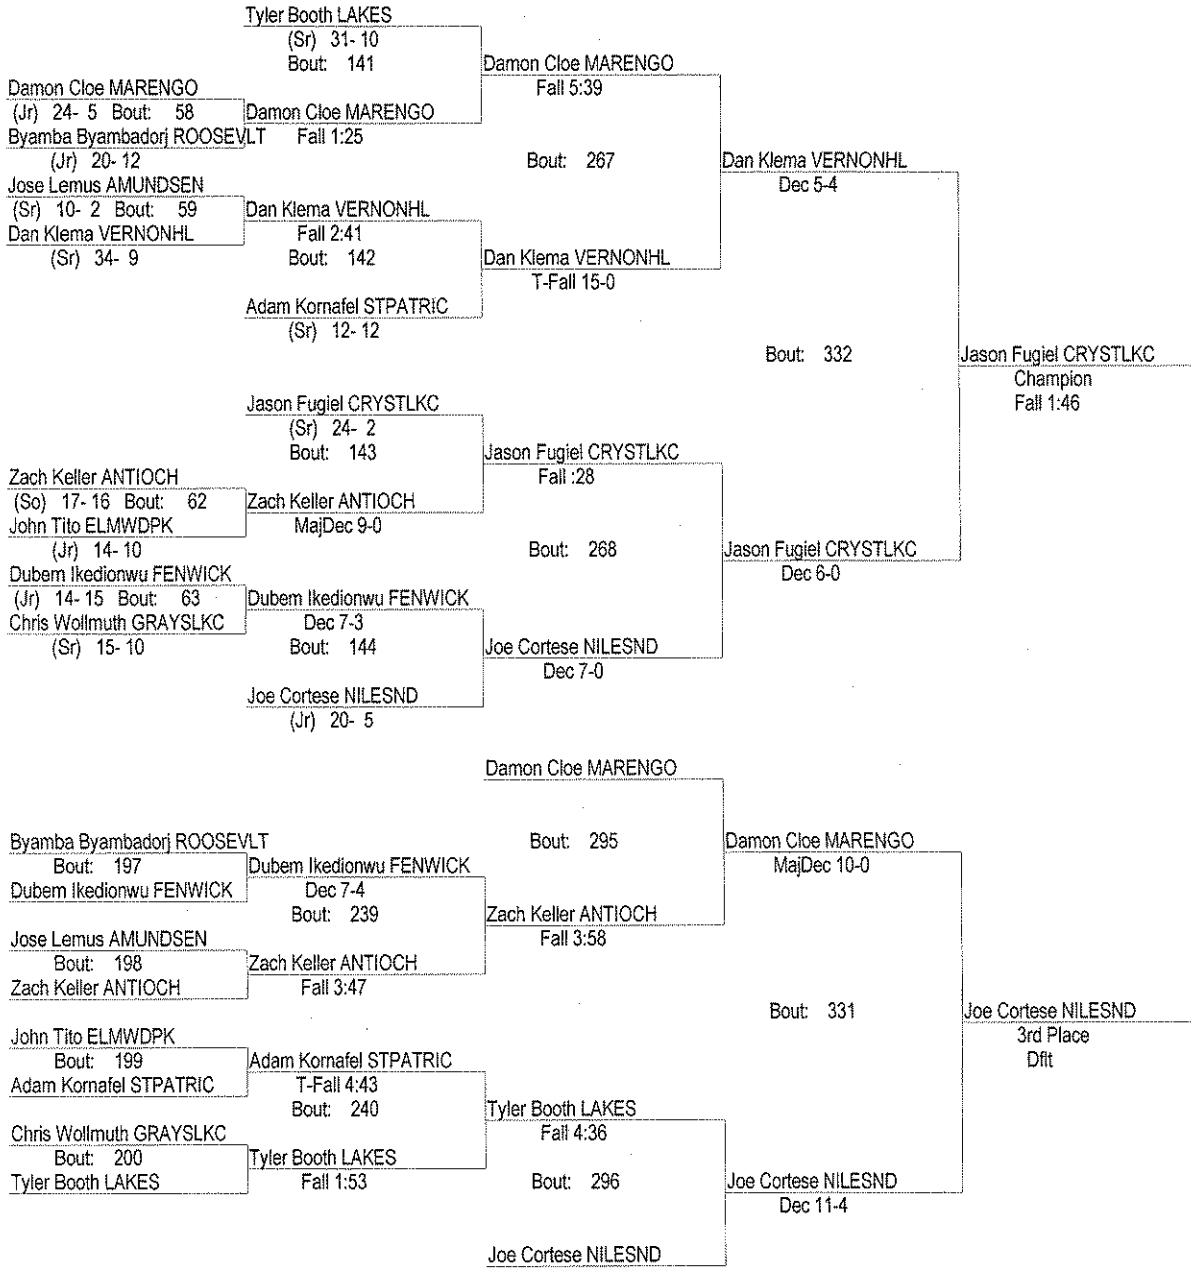 Tyler Booth LAKES
(Sr) 31- 10
Bout: 141
Damon Cloe MARENGO
Fall 5:39
Damon Cloe MARENGO
(Jr) 24- 5 Bout: 58
Damon Cloe MARENGO
Byamba Byambadorj ROOSEVLT
Fall 1:25
(Jr) 20- 12
Bout: 267
Dan Klema VERNONHL
Dec 5-4
Jose Lemus AMUNDSEN
(Sr) 10- 2 Bout: 59
Dan Klema VERNONHL
Dan Klema VERNONHL
Fall 2:41
(Sr) 34- 9
Bout: 142
Dan Klema VERNONHL
T-Fall 15-0
Adam Kornafel STPATRIC
(Sr) 12- 12
Bout: 332
Jason Fugiel CRYSTLKC
Champion
Fall 1:46
Jason Fugiel CRYSTLKC
(Sr) 24- 2
Bout: 143
Jason Fugiel CRYSTLKC
Fall :28
Zach Keller ANTIOCH
(So) 17- 16 Bout: 62
Zach Keller ANTIOCH
John Tito ELMWDPK
MajDec 9-0
(Jr) 14- 10
Bout: 268
Jason Fugiel CRYSTLKC
Dec 6-0
Dubem Ikedionwu FENWICK
(Jr) 14- 15 Bout: 63
Dubem Ikedionwu FENWICK
Chris Wollmuth GRAYSLKC
Dec 7-3
(Sr) 15- 10
Bout: 144
Joe Cortese NILESND
Dec 7-0
Joe Cortese NILESND
(Jr) 20- 5
Damon Cloe MARENGO
Byamba Byambadorj ROOSEVLT
Bout: 295
Damon Cloe MARENGO
MajDec 10-0
Bout: 197
Dubem Ikedionwu FENWICK
Dubem Ikedionwu FENWICK
Dec 7-4
Bout: 239
Zach Keller ANTIOCH
Fall 3:58
Jose Lemus AMUNDSEN
Bout: 198
Zach Keller ANTIOCH
Zach Keller ANTIOCH
Fall 3:47
Bout: 331
Joe Cortese NILESND
3rd Place
Dflt
John Tito ELMWDPK
Bout: 199
Adam Kornafel STPATRIC
Adam Kornafel STPATRIC
T-Fall 4:43
Bout: 240
Tyler Booth LAKES
Fall 4:36
Chris Wollmuth GRAYSLKC
Bout: 200
Tyler Booth LAKES
Tyler Booth LAKES
Fall 1:53
Bout: 296
Joe Cortese NILESND
Dec 11-4
Joe Cortese NILESND